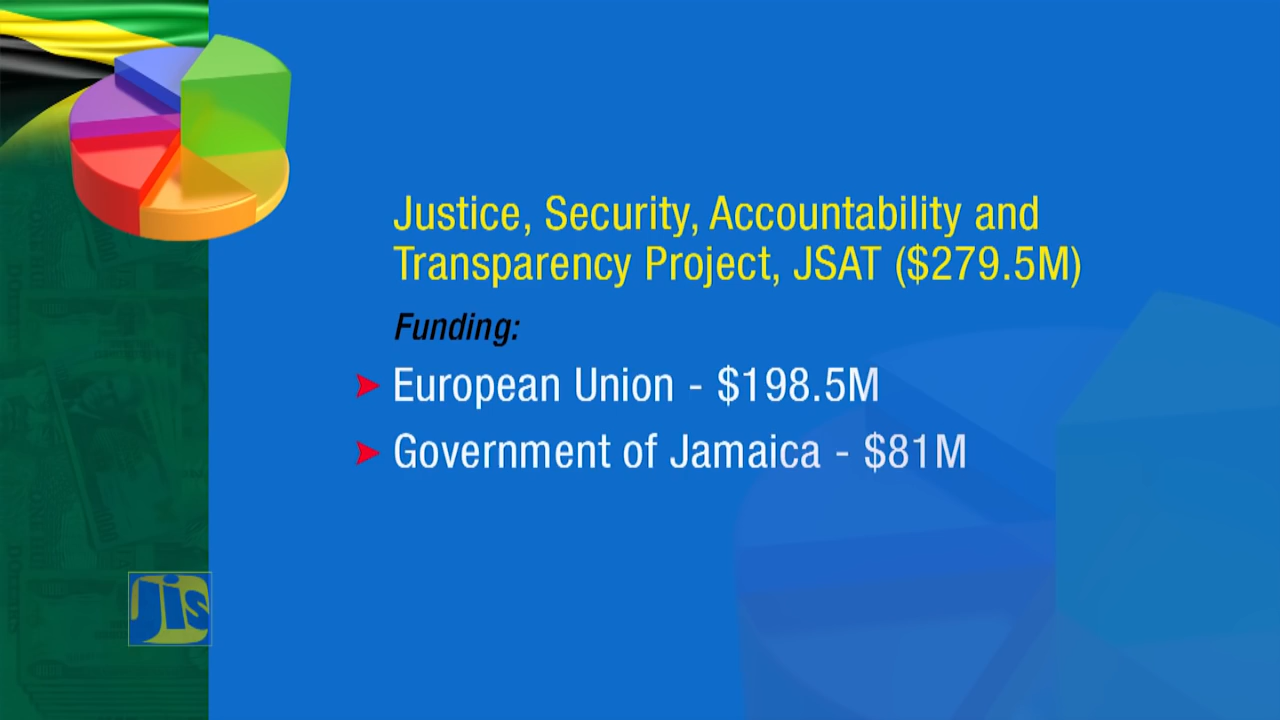 Justice, Security, Accountability and
Transparency Project, JSAT ($279.5M)
Funding:
European Union - $198.5M
Government of Jamaica - $81M
Jis